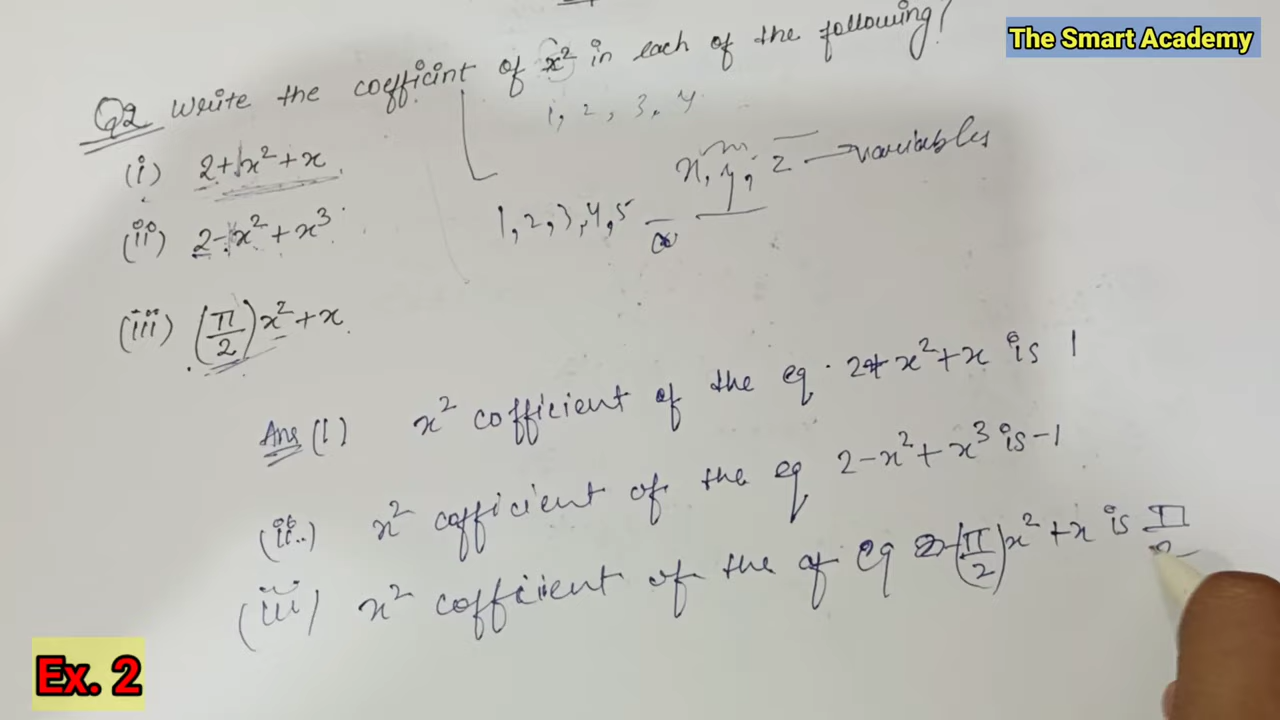 The Smart Academy
Q2 Write the coefficint of x² in each of the following?
1, 2, 3, 4
(i) 2+x²+x
x, y, z — variables
(ii) 2-x²+x³
1,2,3,4,5 — ∞
(iii) (π/2)x²+x
Ans (i) x² cofficient of the eq. 2+x²+x is 1
(ii) x² cofficient of the eq 2-x²+x³ is -1
(iii) x² cofficient of the of eq (π/2)x²+x is π/2
Ex. 2